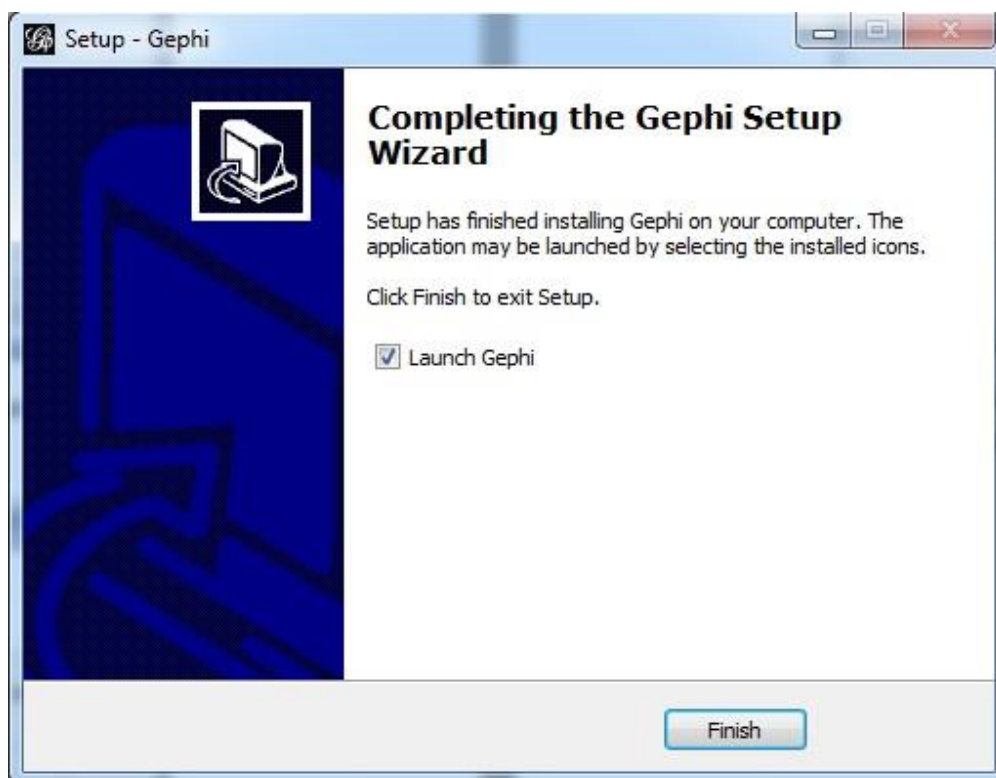 Setup - Gephi
Completing the Gephi Setup
Wizard
Setup has finished installing Gephi on your computer. The
application may be launched by selecting the installed icons.
Click Finish to exit Setup.
Launch Gephi
Finish